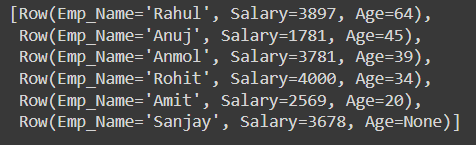 [Row(Emp_Name='Rahul', Salary=3897, Age=64),
Row(Emp_Name='Anuj', Salary=1781, Age=45),
Row(Emp_Name='Anmol', Salary=3781, Age=39),
Row(Emp_Name='Rohit', Salary=4000, Age=34),
Row(Emp_Name='Amit', Salary=2569, Age=20),
Row(Emp_Name='Sanjay', Salary=3678, Age=None)]